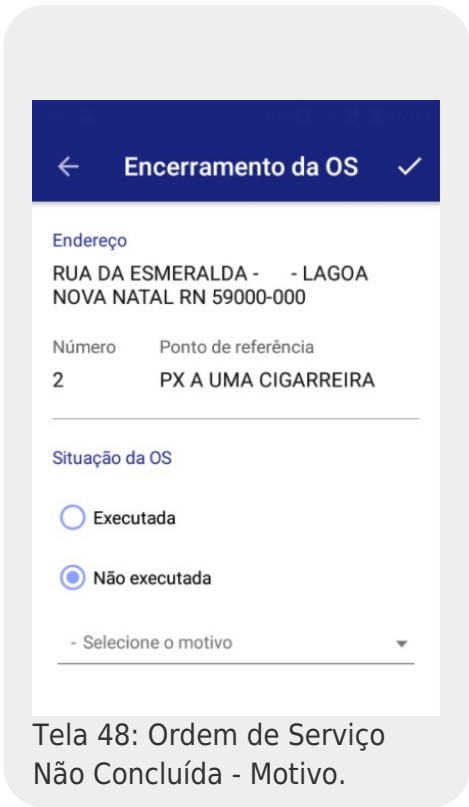 Encerramento da OS
Endereço
RUA DA ESMERALDA - - LAGOA
NOVA NATAL RN 59000-000
Número Ponto de referência
2 PX A UMA CIGARREIRA
Situação da OS
Executada
Não executada
- Selecione o motivo
Tela 48: Ordem de Serviço
Não Concluída - Motivo.